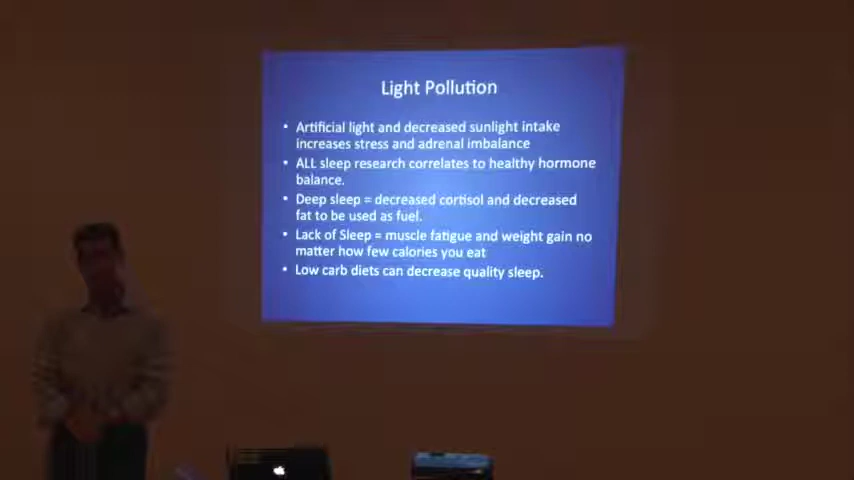 Light Pollution
• Artificial light and decreased sunlight intake
increases stress and adrenal imbalance
• ALL sleep research correlates to healthy hormone
balance.
• Deep sleep = decreased cortisol and decreased
fat to be used as fuel.
• Lack of Sleep = muscle fatigue and weight gain no
matter how few calories you eat
• Low carb diets can decrease quality sleep.